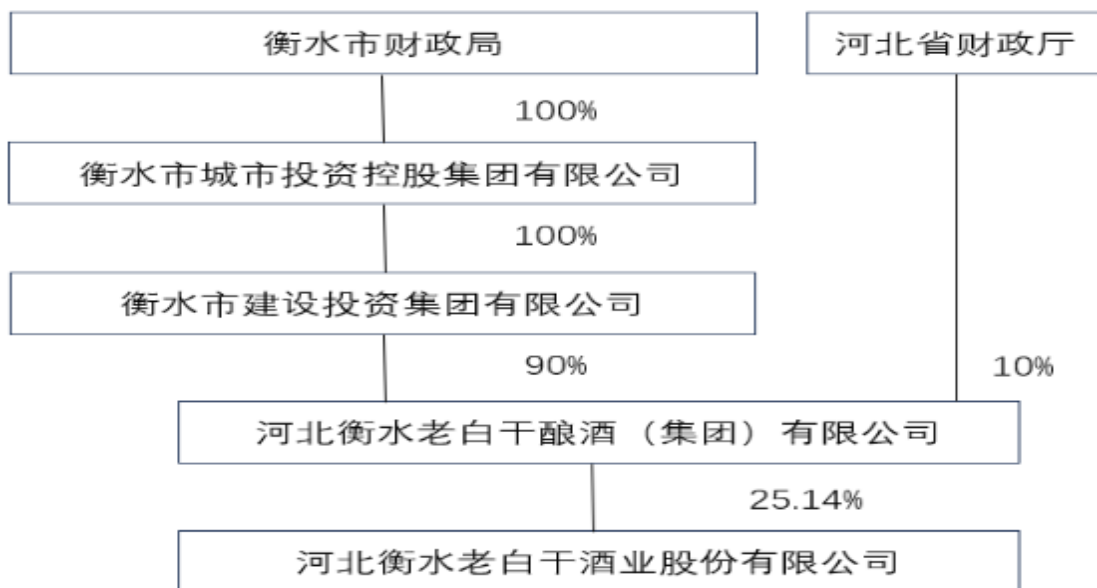 衡水市财政局
河北省财政厅
100%
衡水市城市投资控股集团有限公司
100%
衡水市建设投资集团有限公司
90%
10%
河北衡水老白干酿酒（集团）有限公司
25.14%
河北衡水老白干酒业股份有限公司